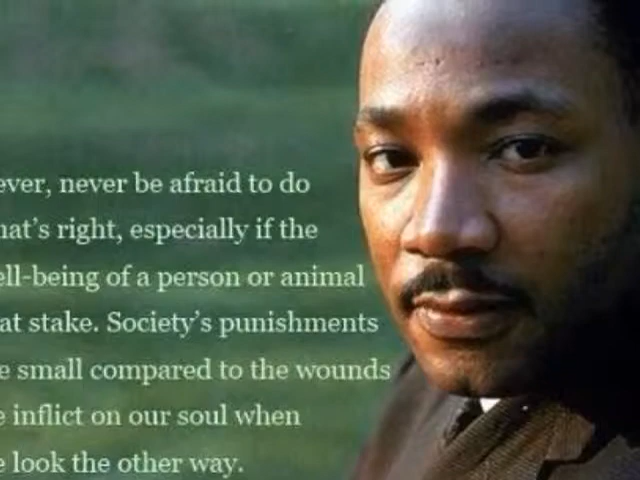 ever, never be afraid to do
hat's right, especially if the
ell-being of a person or animal
at stake. Society's punishments
e small compared to the wounds
e inflict on our soul when
e look the other way.